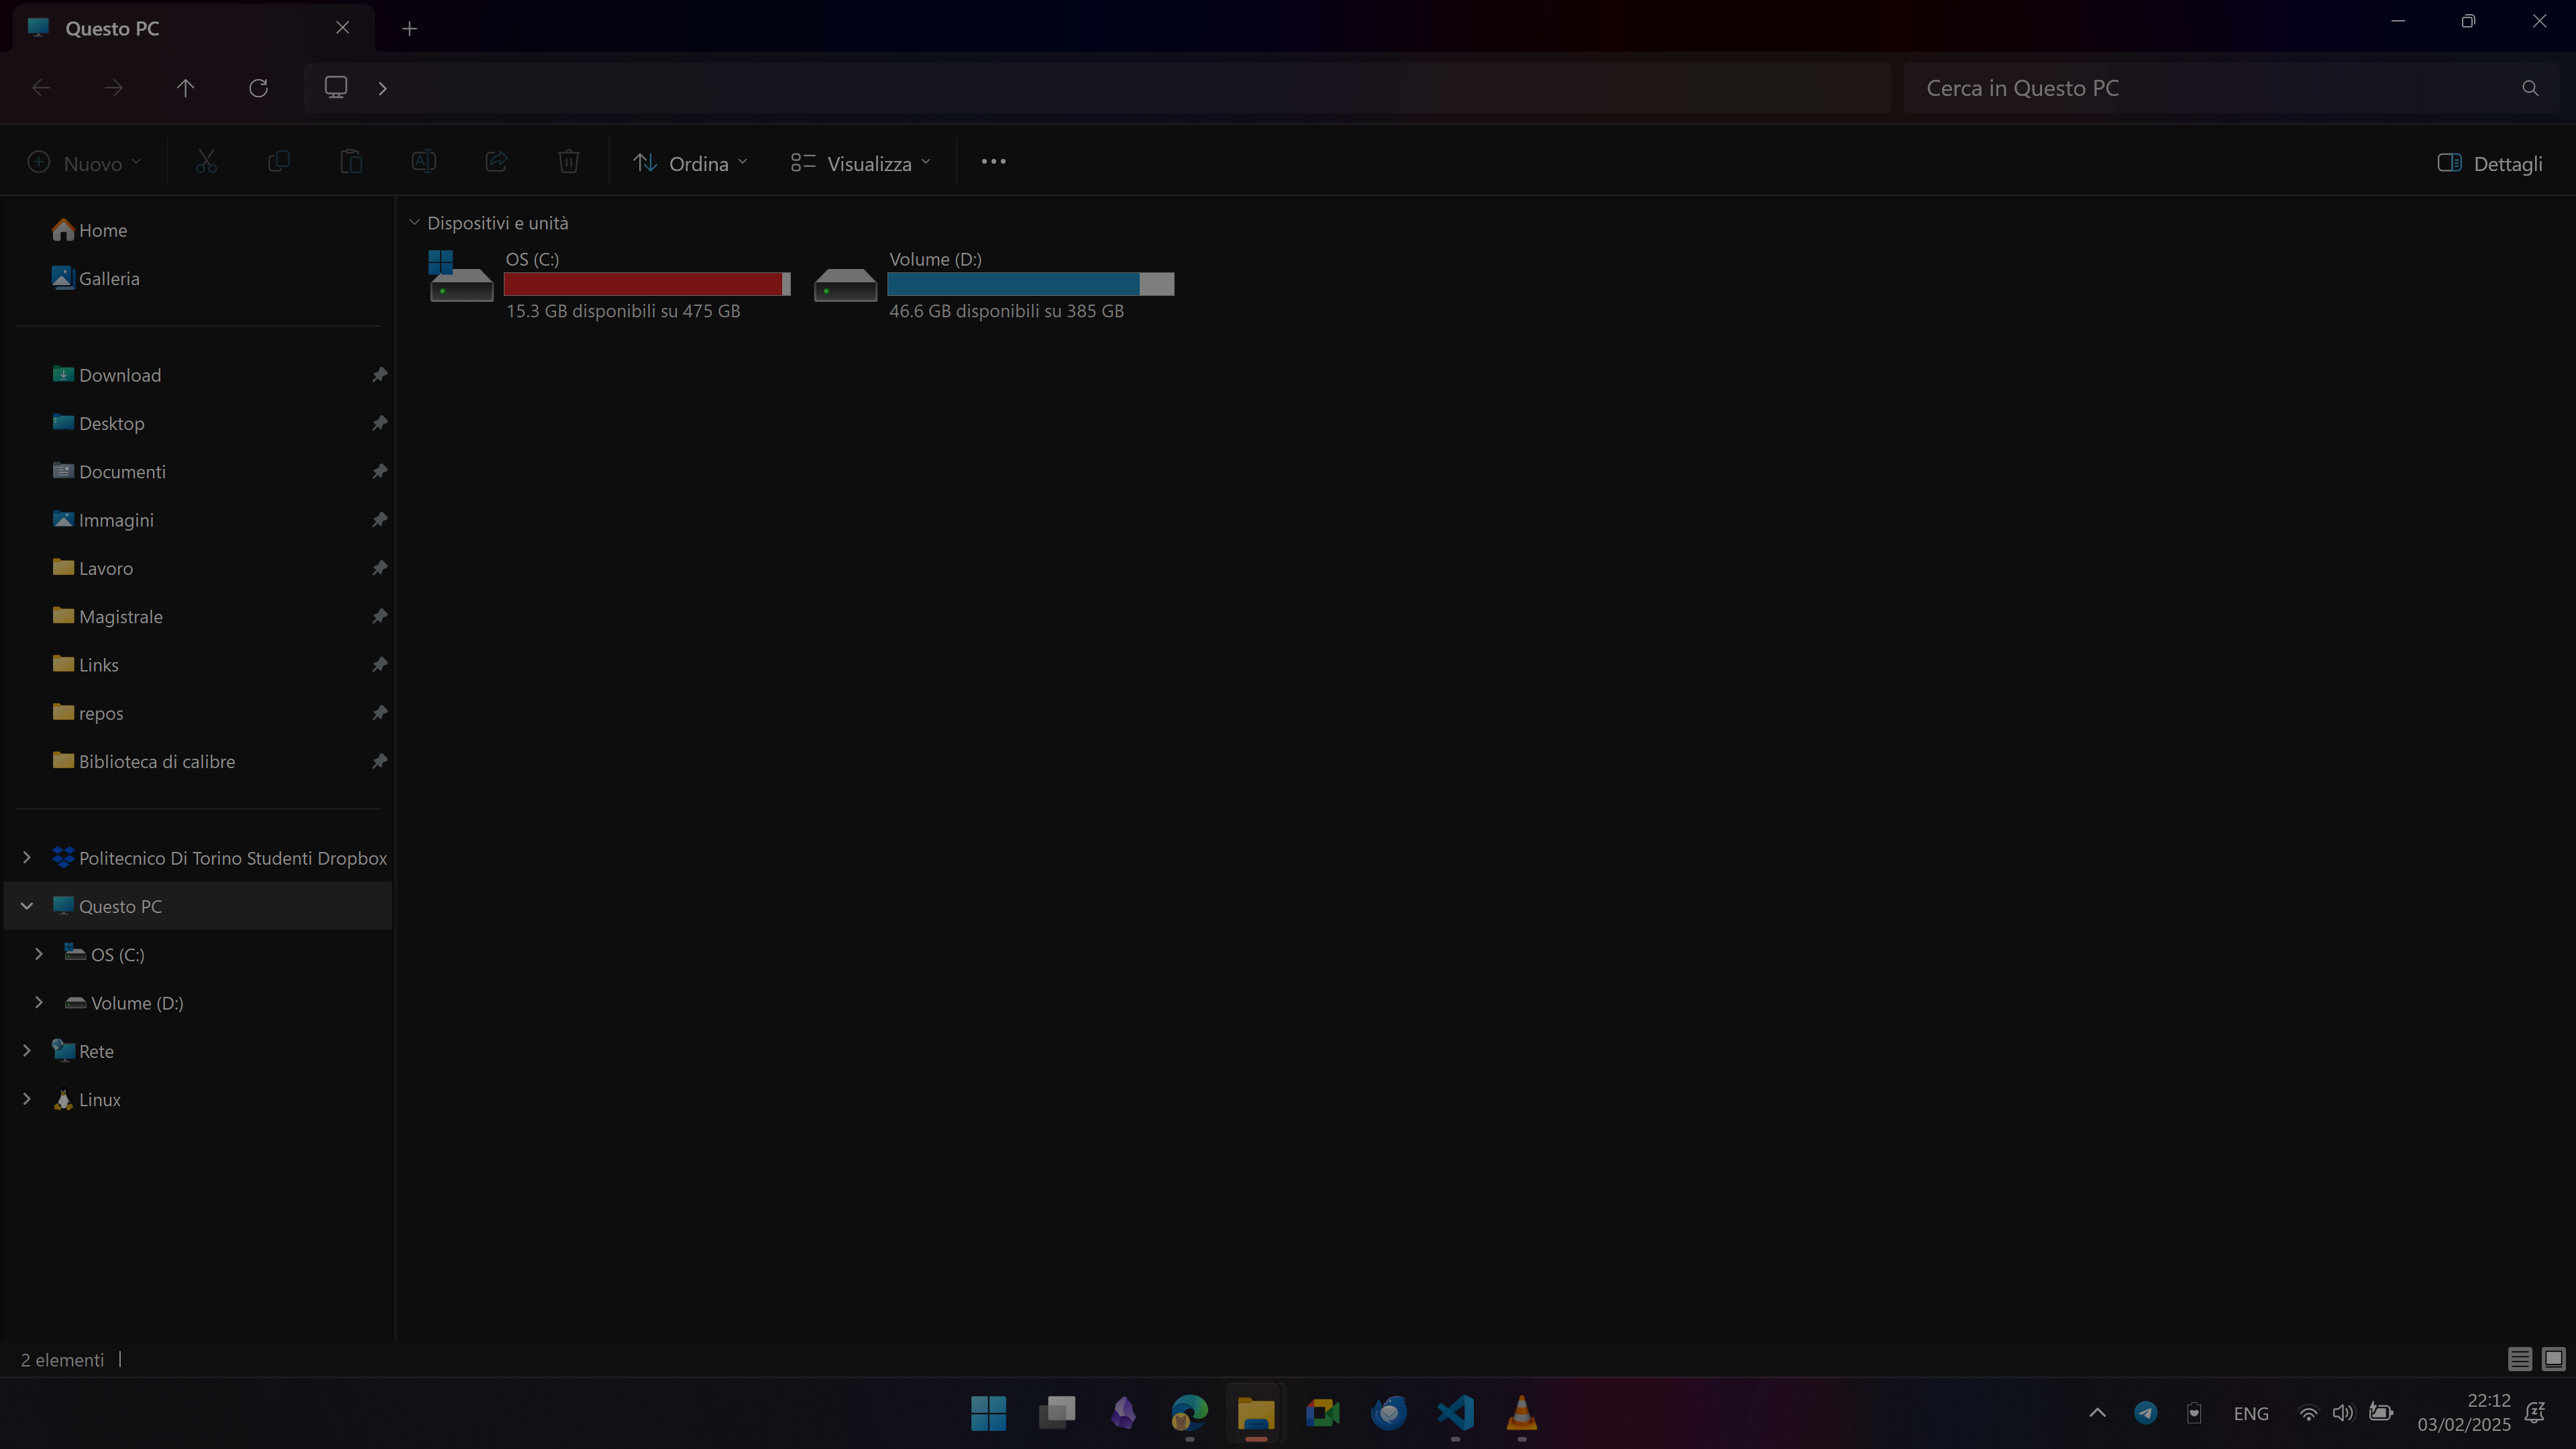 Questo PC
Cerca in Questo PC
Nuovo
Ordina
Visualizza
Dettagli
Home
Galleria
Download
Desktop
Documenti
Immagini
Lavoro
Magistrale
Links
repos
Biblioteca di calibre
Politecnico Di Torino Studenti Dropbox
Questo PC
OS (C:)
Volume (D:)
Rete
Linux
Dispositivi e unità
OS (C:)
15.3 GB disponibili su 475 GB
Volume (D:)
46.6 GB disponibili su 385 GB
2 elementi
ENG
22:12
03/02/2025